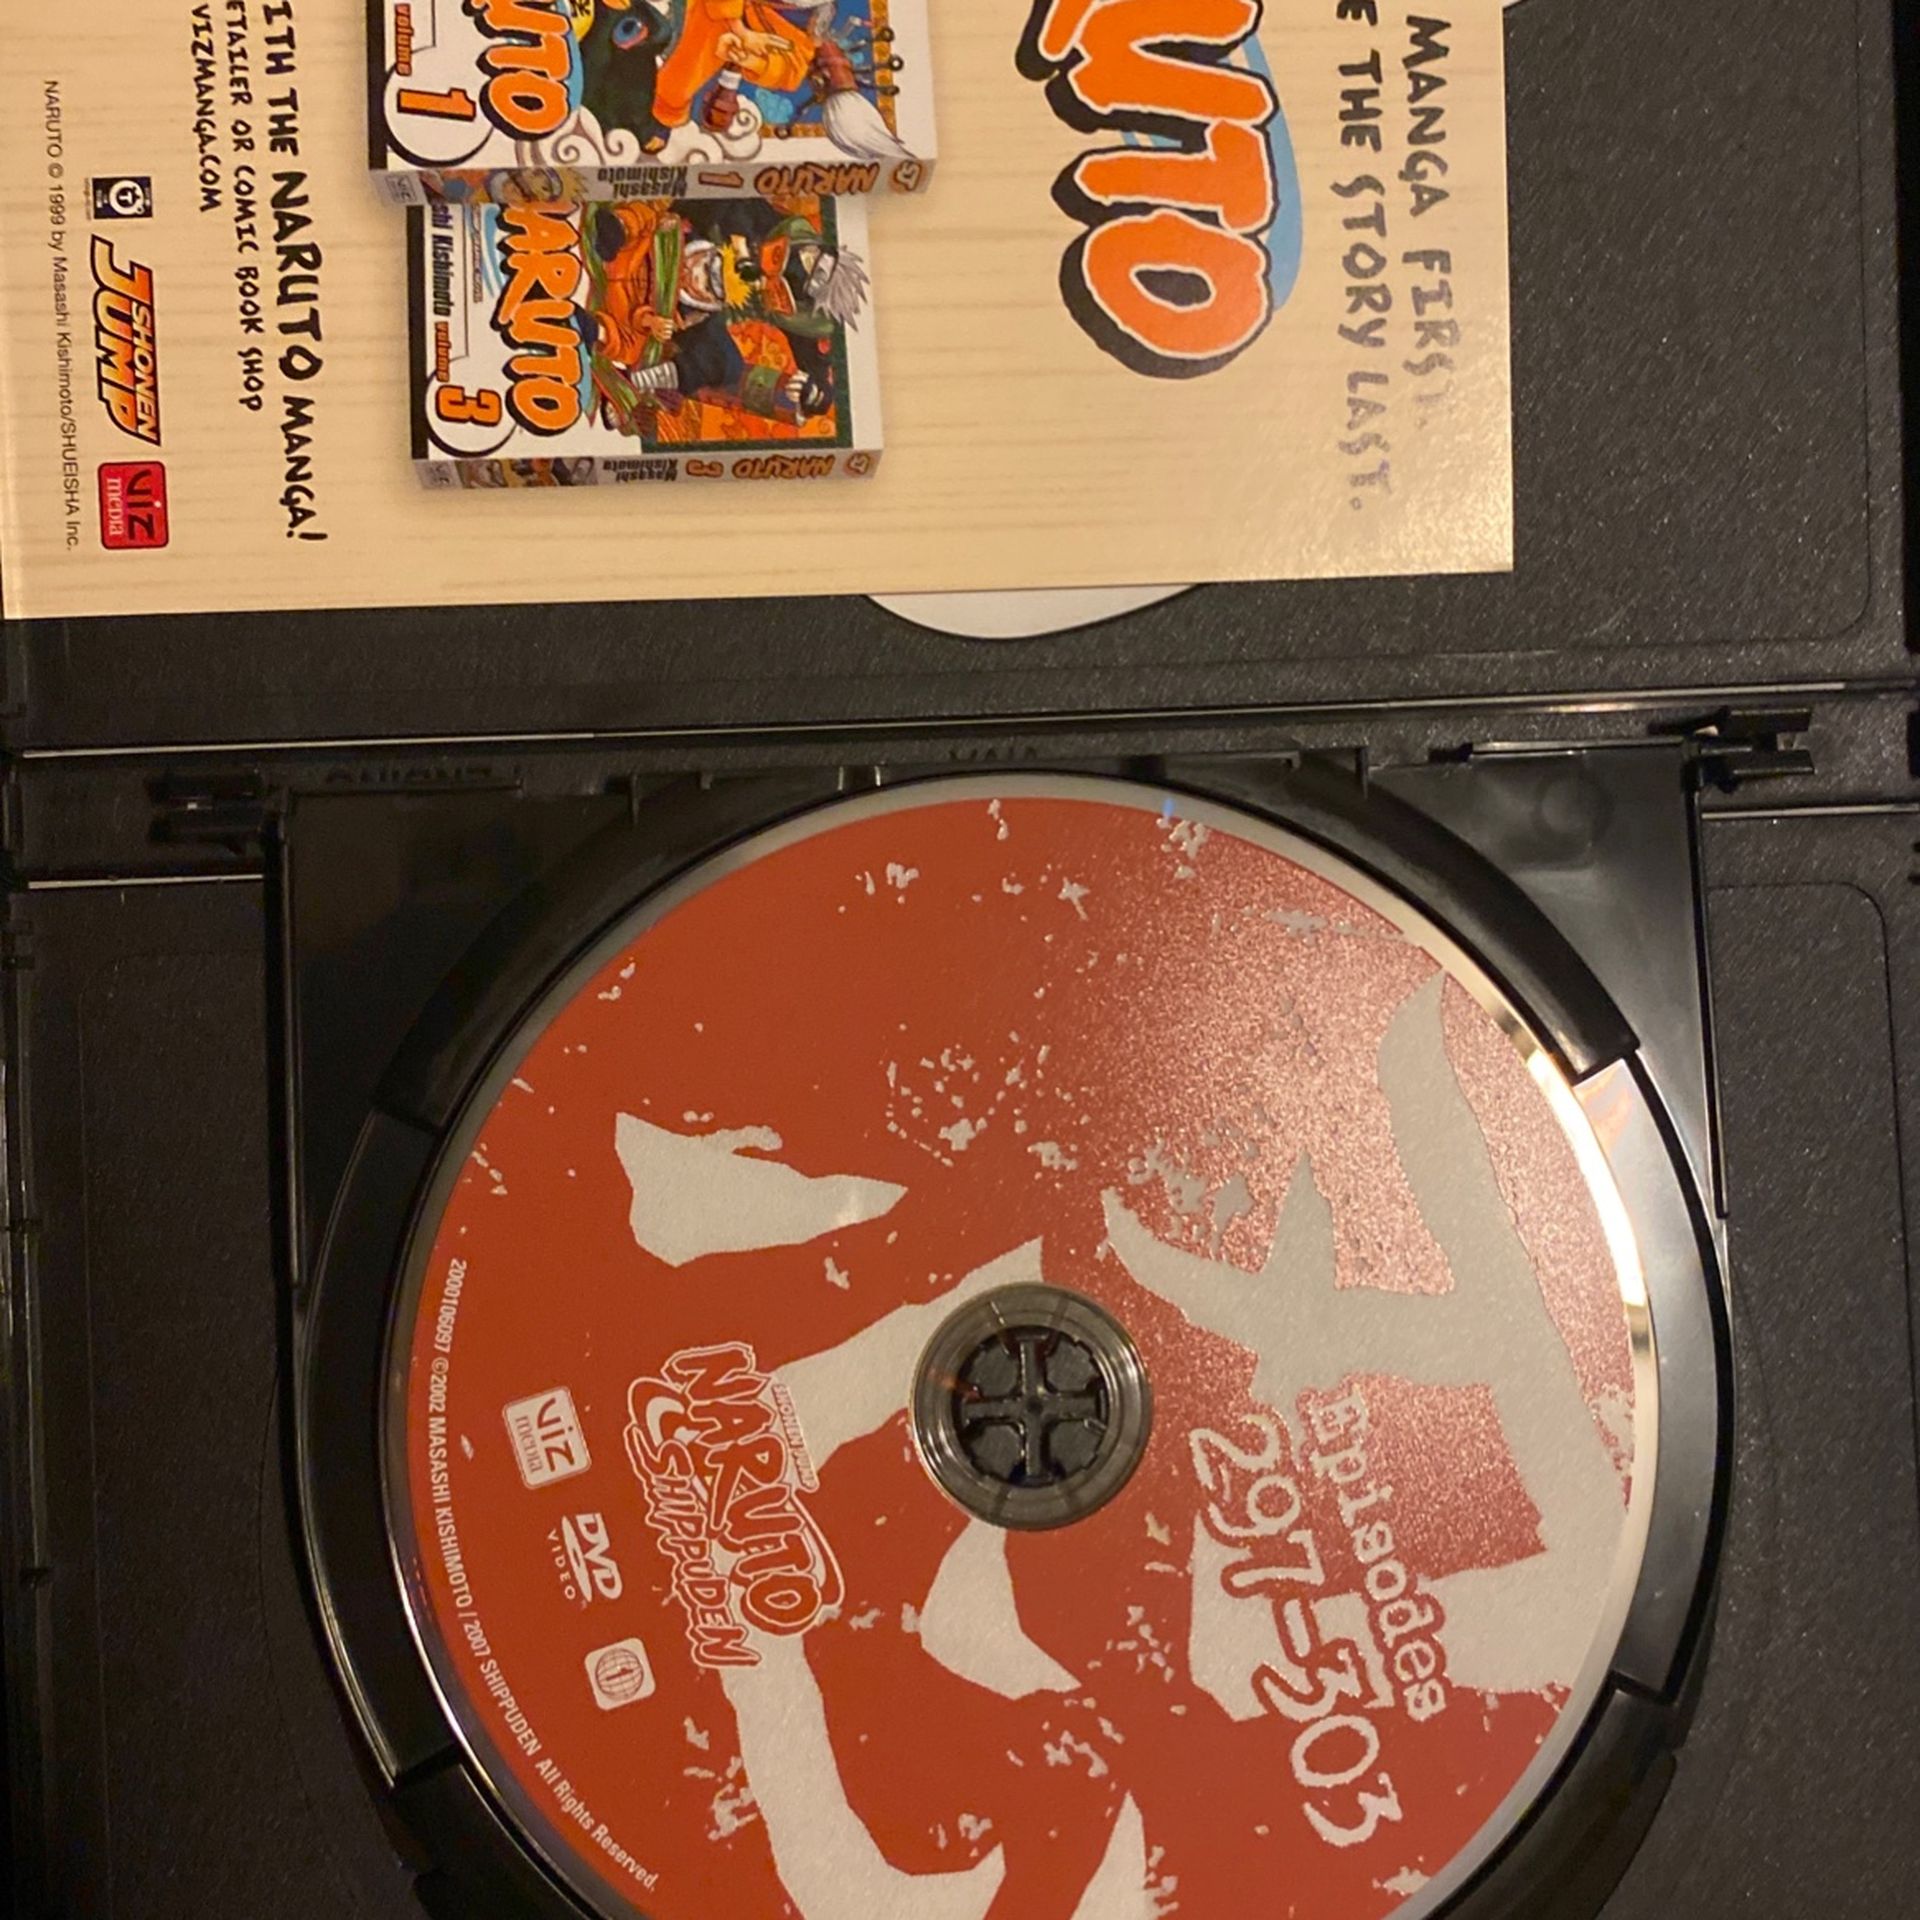 MANGA FIRST.
THE STORY LAST.
NARUTO
volume
1
NARUTO
Masashi Kishimoto
1
NARUTO
Kishimoto volume
3
NARUTO
Masashi Kishimoto
3
NARUTO
WITH THE NARUTO MANGA!
RETAILER OR COMIC BOOK SHOP
VIZMANGA.COM
SHONEN
JUMP
VIZ
media
NARUTO © 1999 by Masashi Kishimoto/SHUEISHA Inc.
Episodes
297-303
SHONEN JUMP
NARUTO
SHIPPUDEN
VIZ
media
DVD
VIDEO
1
2000106097 ©2002 MASASHI KISHIMOTO / 2007 SHIPPUDEN All Rights Reserved.